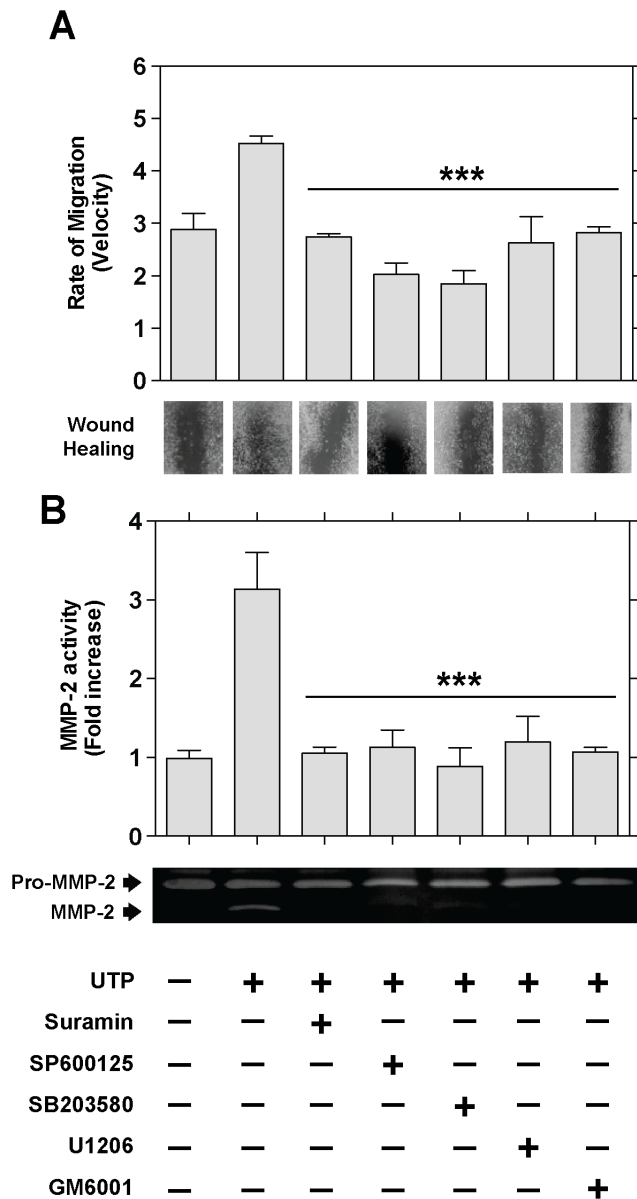 A
6
5
4
3
2
1
0
Rate of Migration
(Velocity)
***
Wound
Healing
B
4
3
2
1
0
MMP-2 activity
(Fold increase)
***
Pro-MMP-2
MMP-2
UTP — + + + + + +
Suramin — — + — — — —
SP600125 — — — + — — —
SB203580 — — — — + — —
U1206 — — — — — + —
GM6001 — — — — — — +